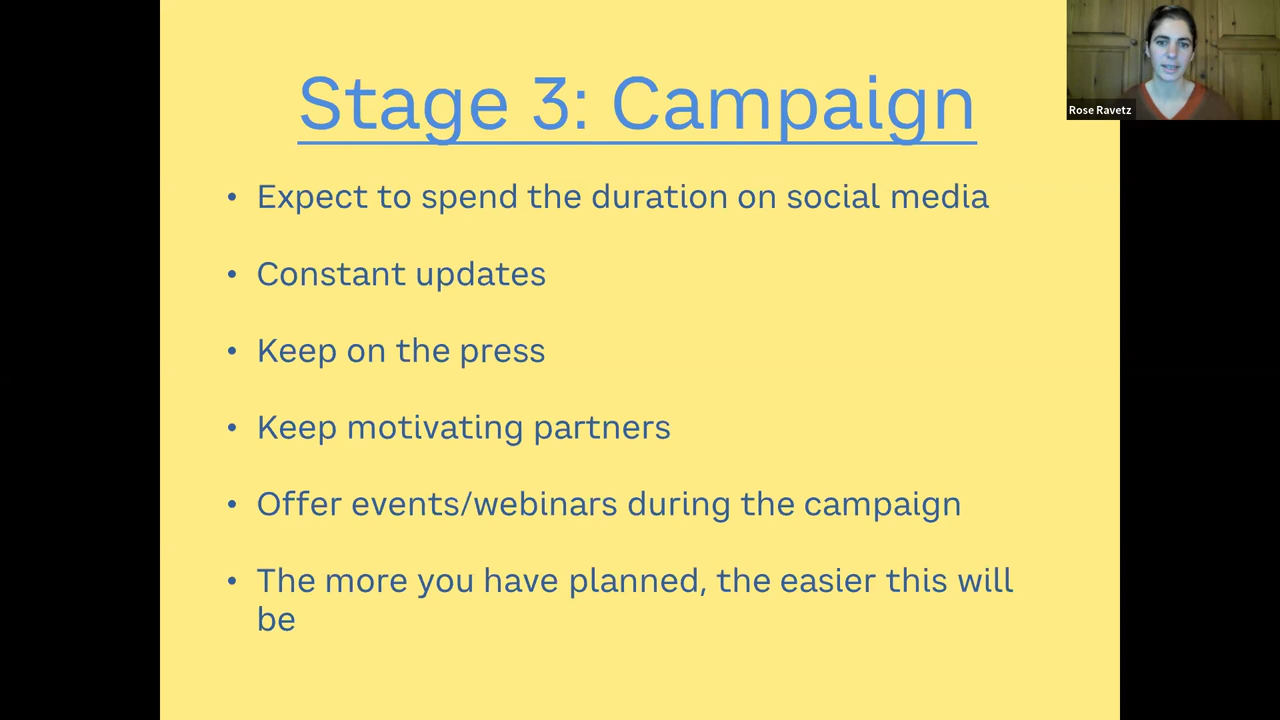 Stage 3: Campaign
Rose Ravetz
• Expect to spend the duration on social media
• Constant updates
• Keep on the press
• Keep motivating partners
• Offer events/webinars during the campaign
• The more you have planned, the easier this will
be